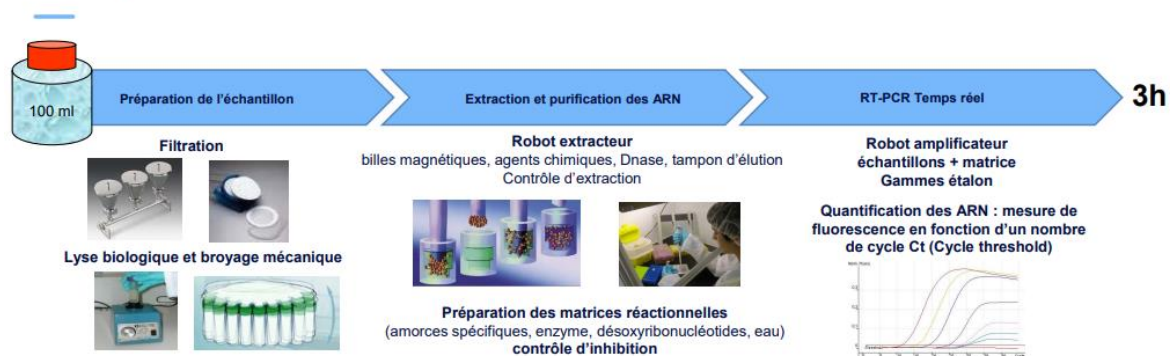 100 ml
Préparation de l'échantillon
Extraction et purification des ARN
RT-PCR Temps réel
3h
Filtration
Lyse biologique et broyage mécanique
Robot extracteur
billes magnétiques, agents chimiques, Dnase, tampon d'élution
Contrôle d'extraction
Préparation des matrices réactionnelles
(amorces spécifiques, enzyme, désoxyribonucléotides, eau)
contrôle d'inhibition
Robot amplificateur
échantillons + matrice
Gammes étalon
Quantification des ARN : mesure de
fluorescence en fonction d'un nombre
de cycle Ct (Cycle threshold)